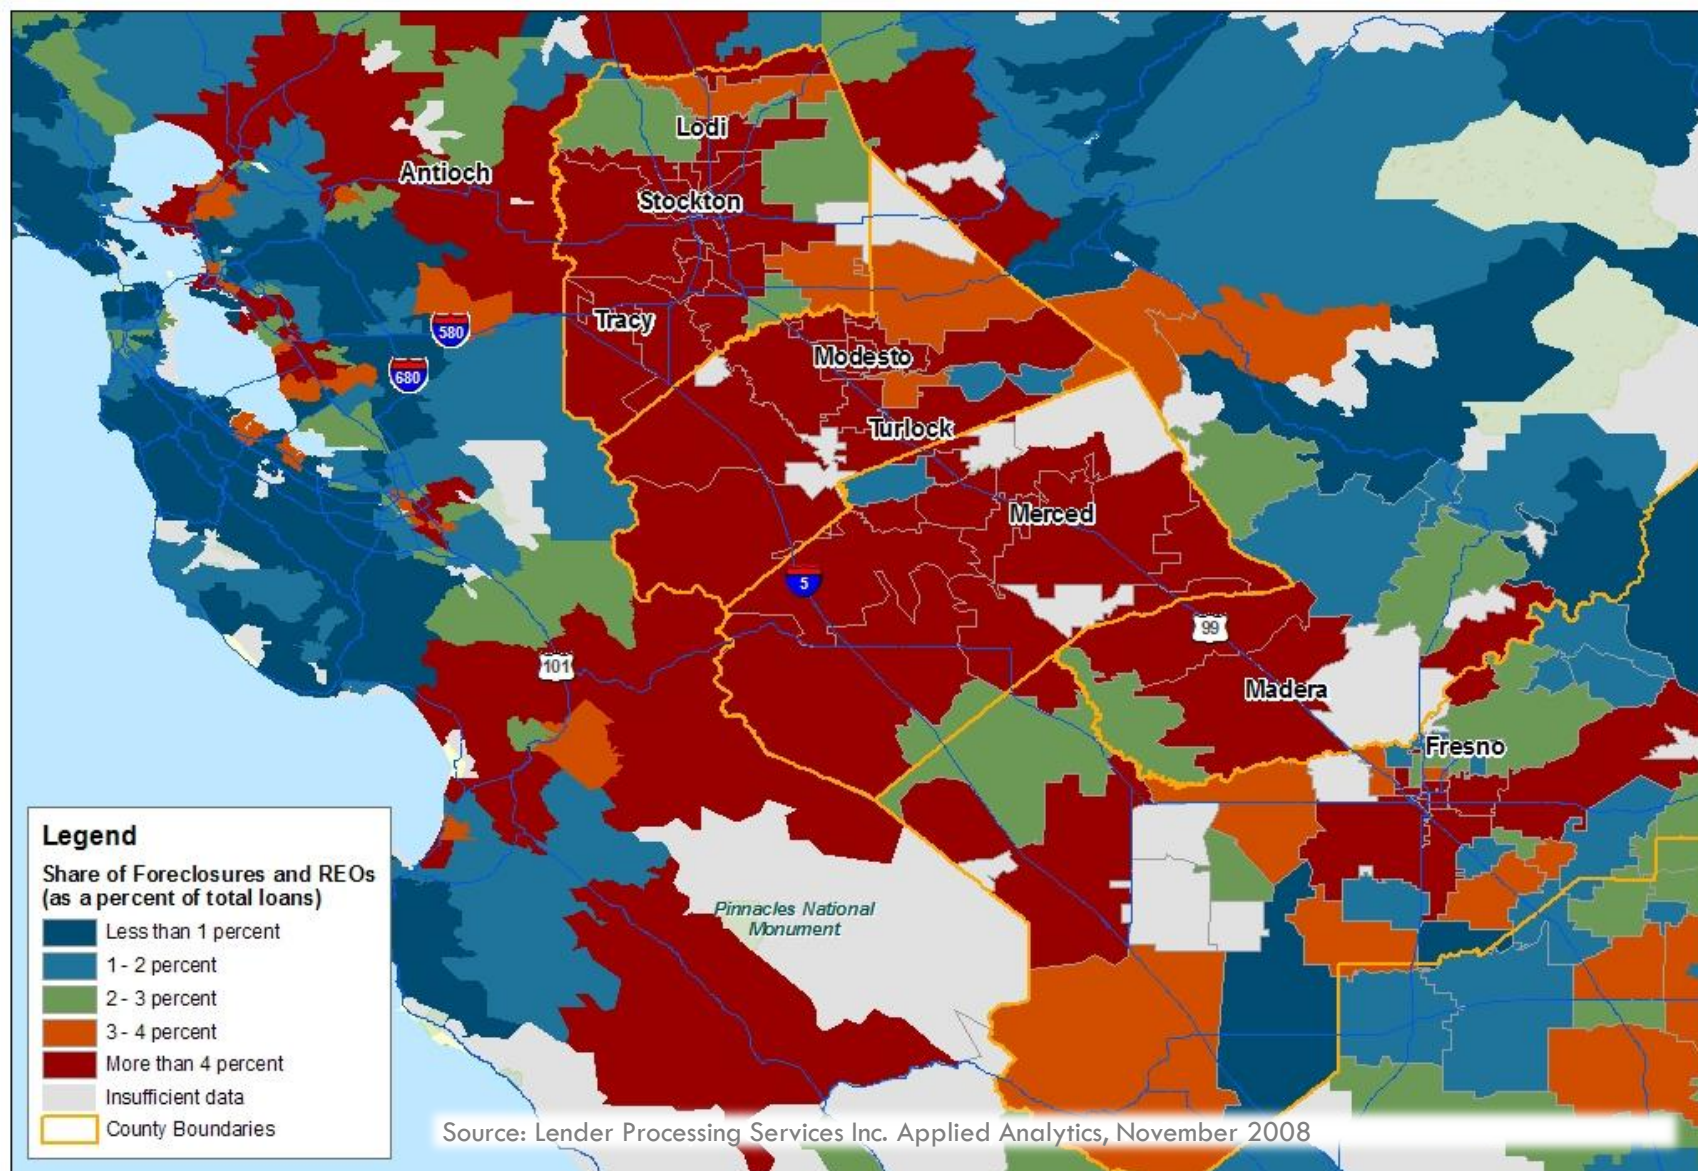 Lodi
Antioch
Stockton
Tracy
580
Modesto
680
Turlock
Merced
5
99
101
Madera
Fresno
Pinnacles National
Monument
Legend
Share of Foreclosures and REOs
(as a percent of total loans)
Less than 1 percent
1 - 2 percent
2 - 3 percent
3 - 4 percent
More than 4 percent
Insufficient data
County Boundaries
Source: Lender Processing Services Inc. Applied Analytics, November 2008